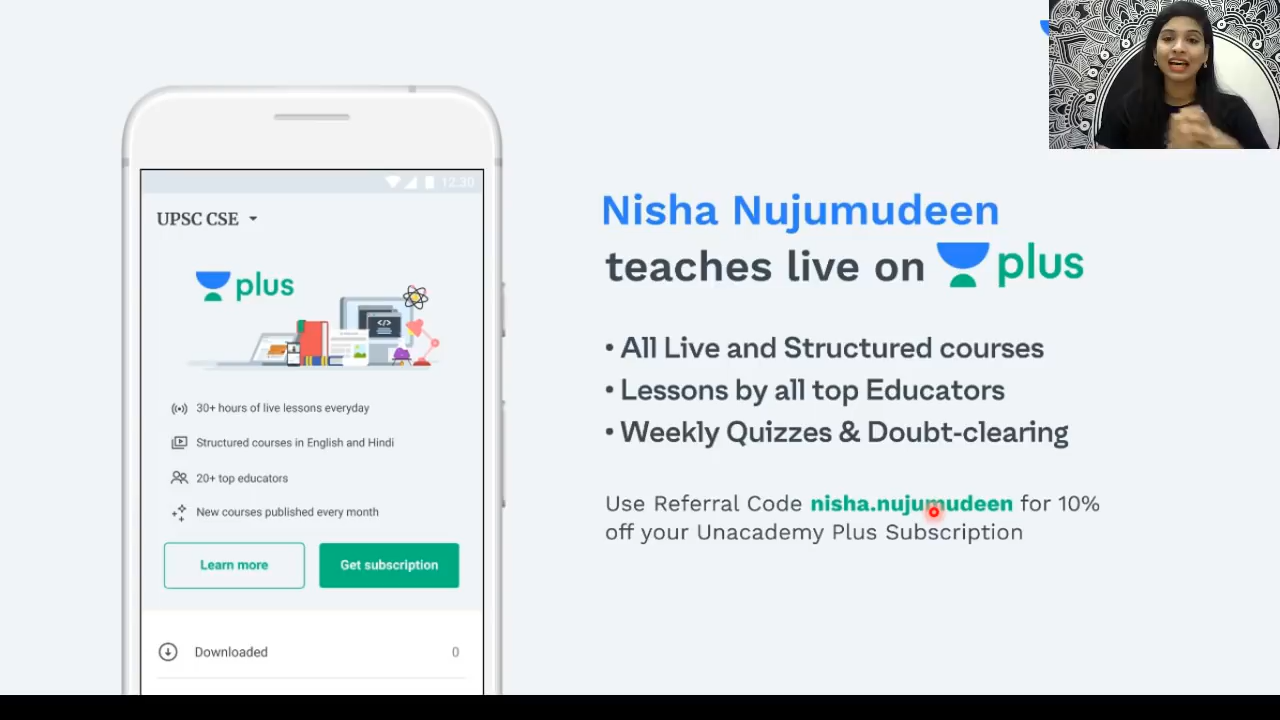 12.30
UPSC CSE
plus
30+ hours of live lessons everyday
Structured courses in English and Hindi
20+ top educators
New courses published every month
Learn more
Get subscription
Downloaded 0
Nisha Nujumudeen
teaches live on plus
• All Live and Structured courses
• Lessons by all top Educators
• Weekly Quizzes & Doubt-clearing
Use Referral Code nisha.nujumudeen for 10%
off your Unacademy Plus Subscription